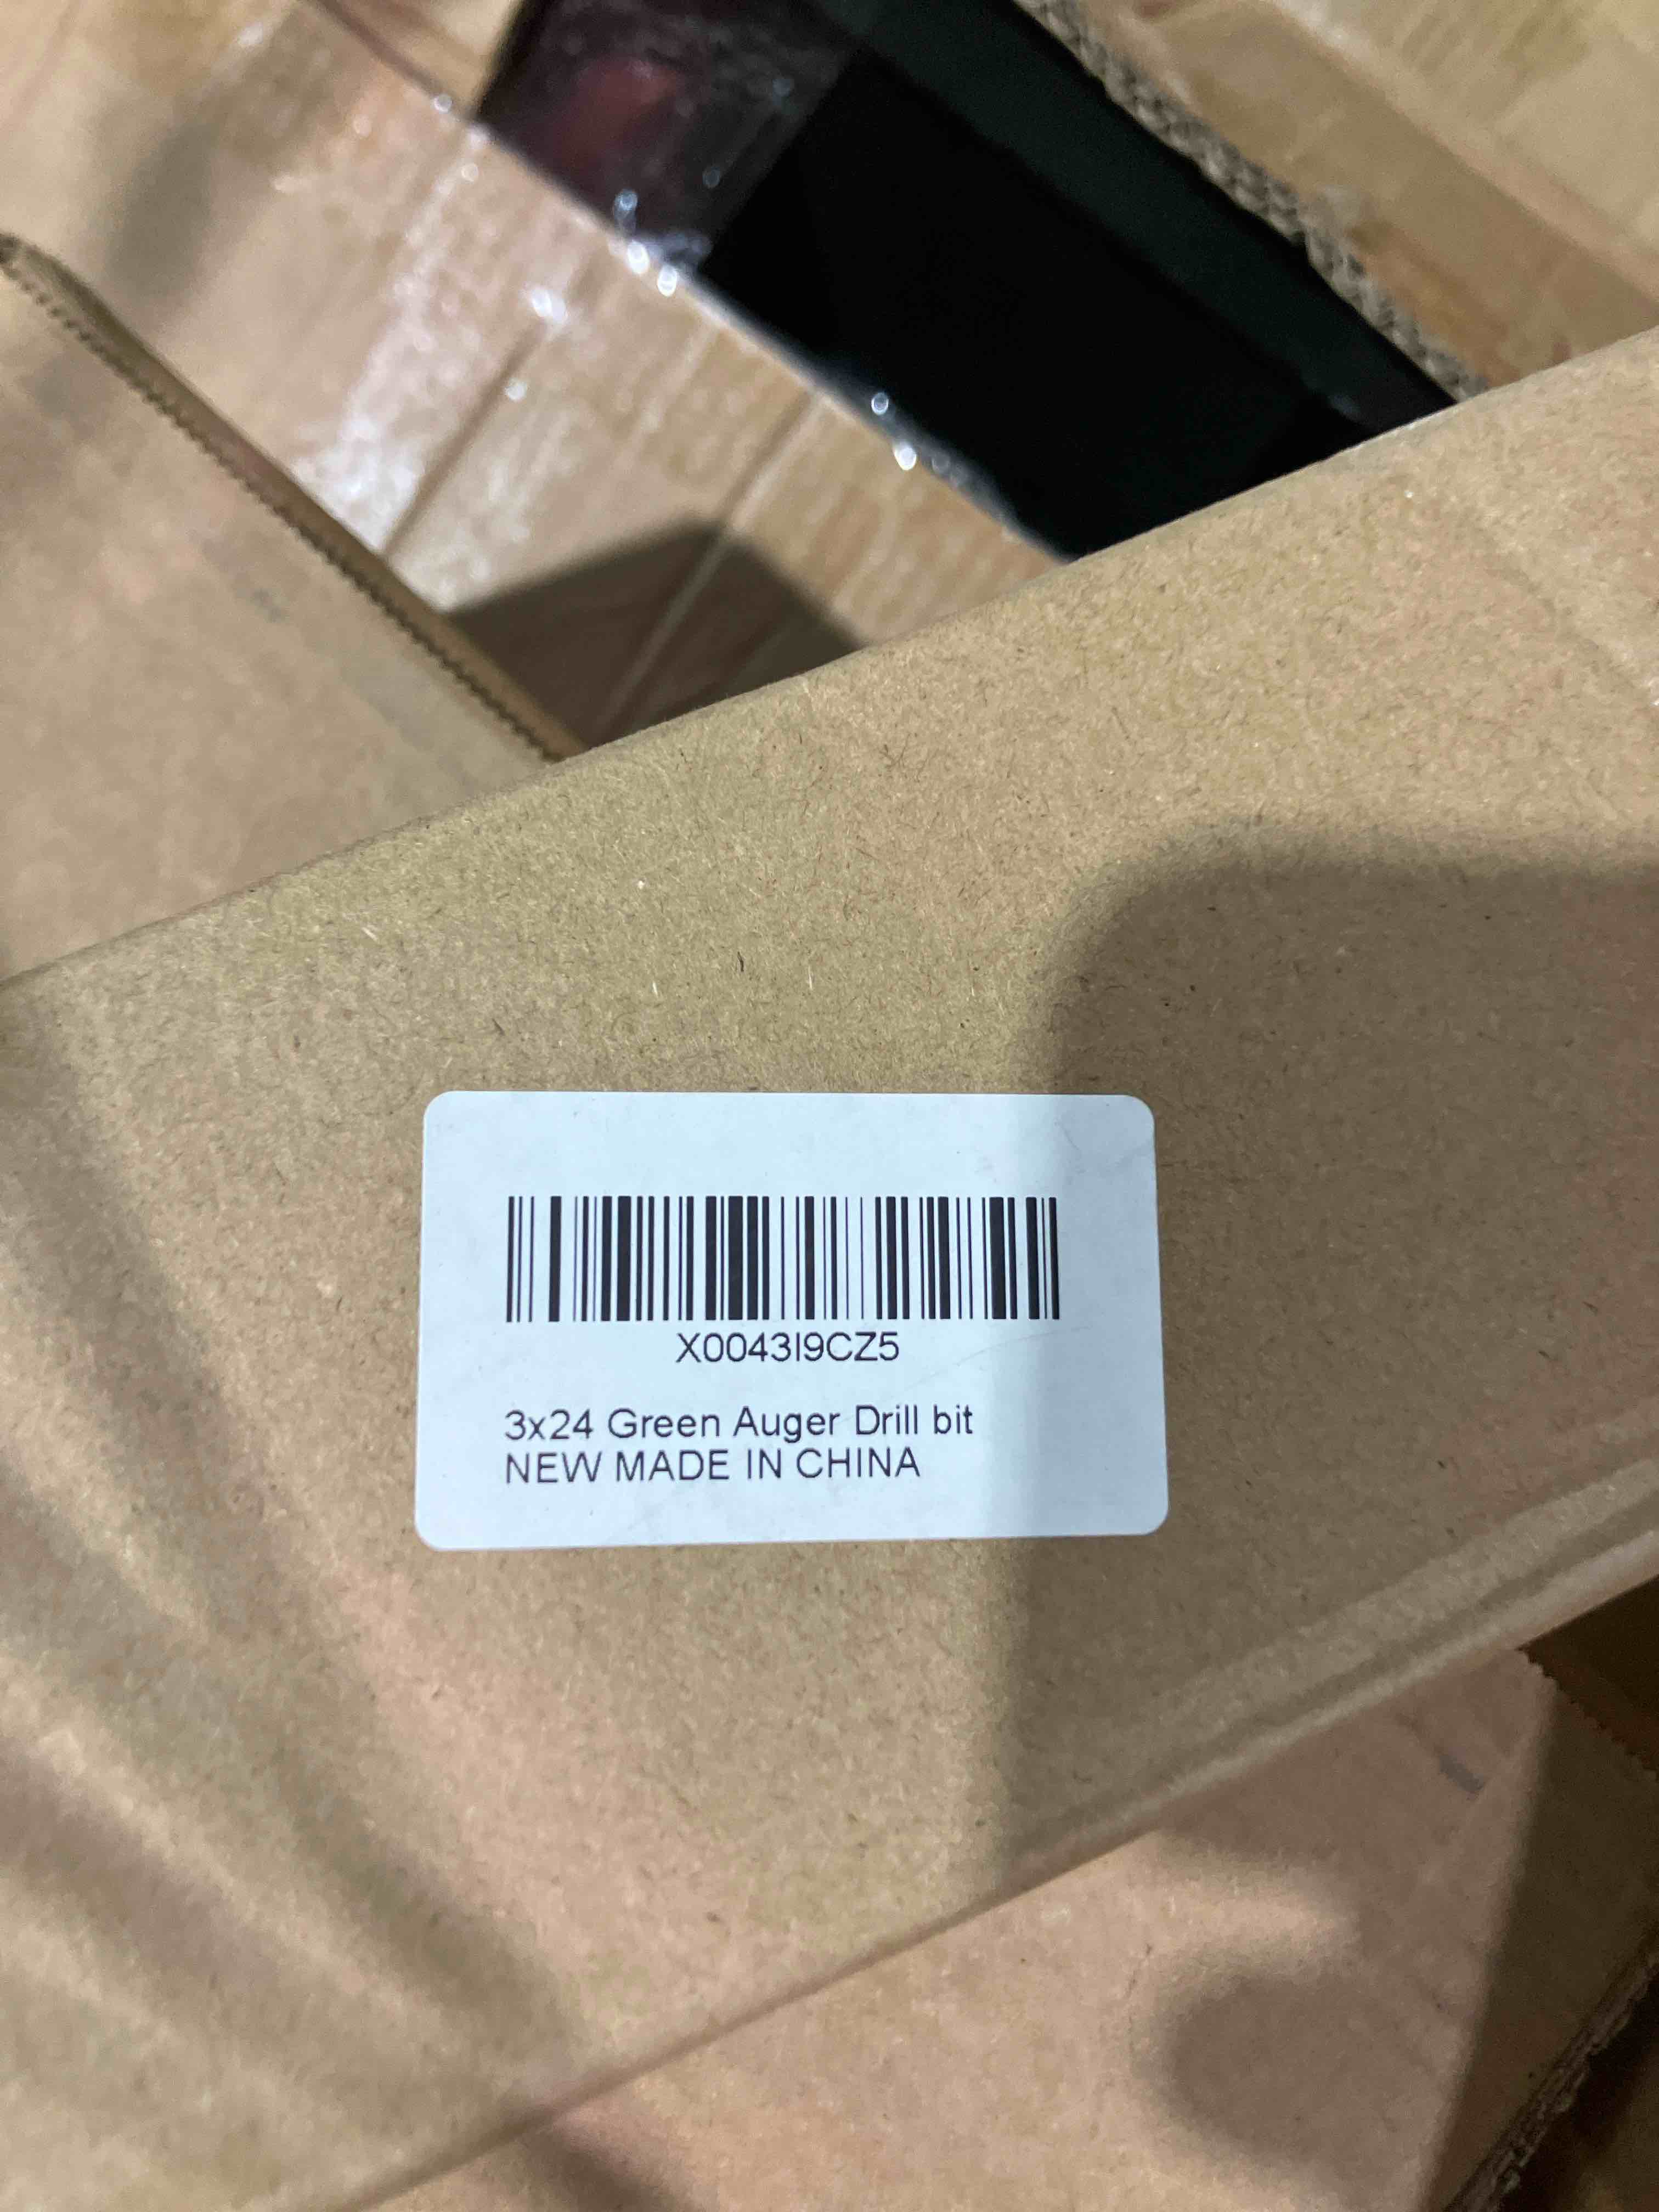 X0043I9CZ5
3x24 Green Auger Drill bit
NEW MADE IN CHINA